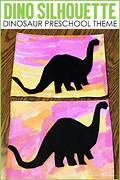 DINO SILHOUETTE
DINOSAUR PRESCHOOL THEME